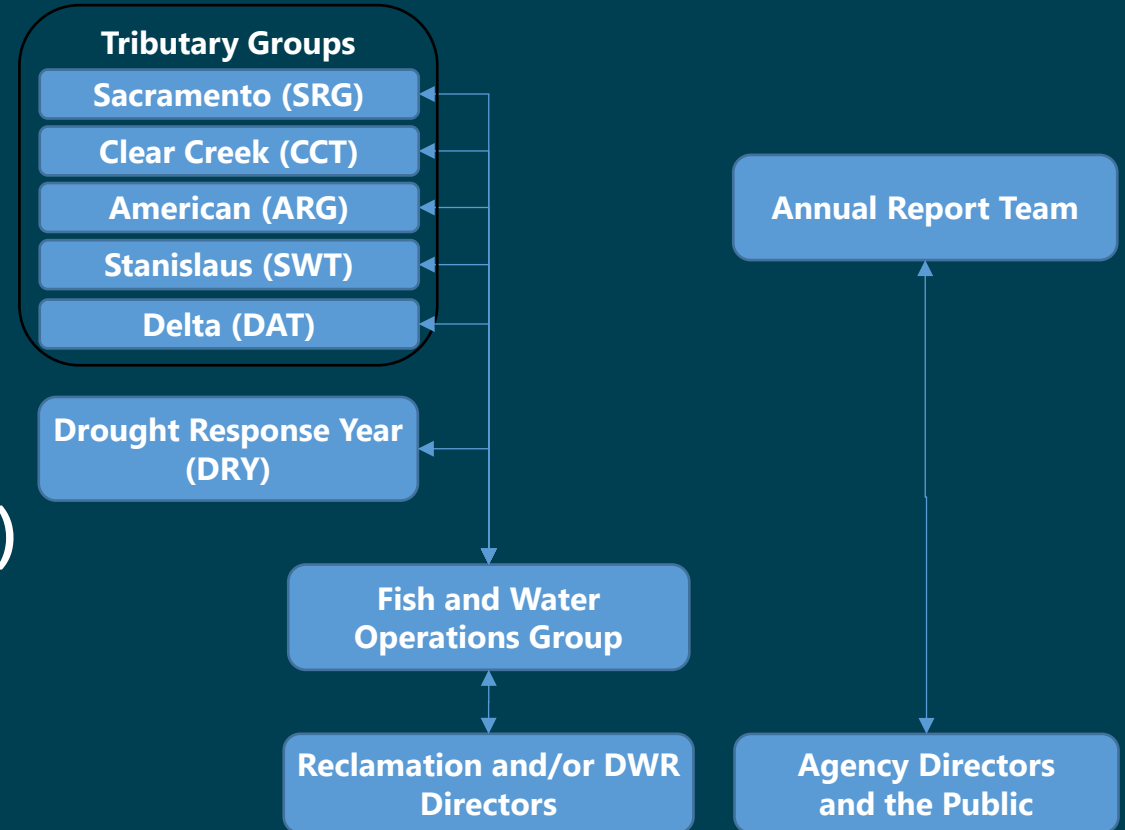 Tributary Groups
Sacramento (SRG)
Clear Creek (CCT)
American (ARG)
Stanislaus (SWT)
Delta (DAT)
Drought Response Year
(DRY)
)
Fish and Water
Operations Group
Reclamation and/or DWR
Directors
Annual Report Team
Agency Directors
and the Public